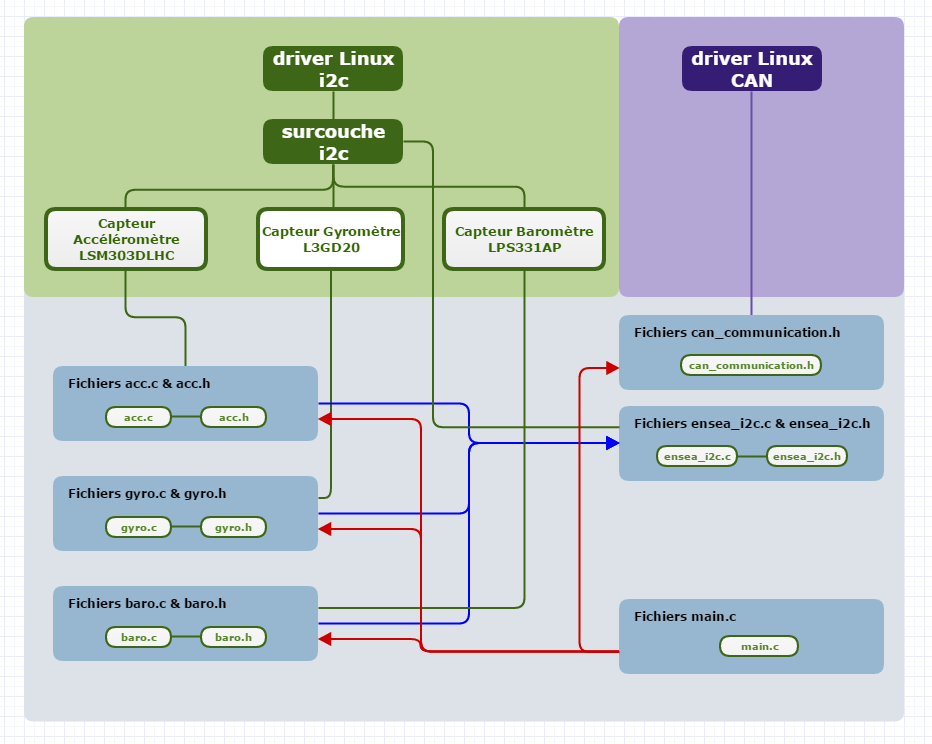 driver Linux
i2c
driver Linux
CAN
surcouche
i2c
Capteur
Accéléromètre
LSM303DLHC
Capteur Gyromètre
L3GD20
Capteur Baromètre
LPS331AP
Fichiers can_communication.h
can_communication.h
Fichiers acc.c & acc.h
acc.c
acc.h
Fichiers ensea_i2c.c & ensea_i2c.h
ensea_i2c.c
ensea_i2c.h
Fichiers gyro.c & gyro.h
gyro.c
gyro.h
Fichiers baro.c & baro.h
baro.c
baro.h
Fichiers main.c
main.c